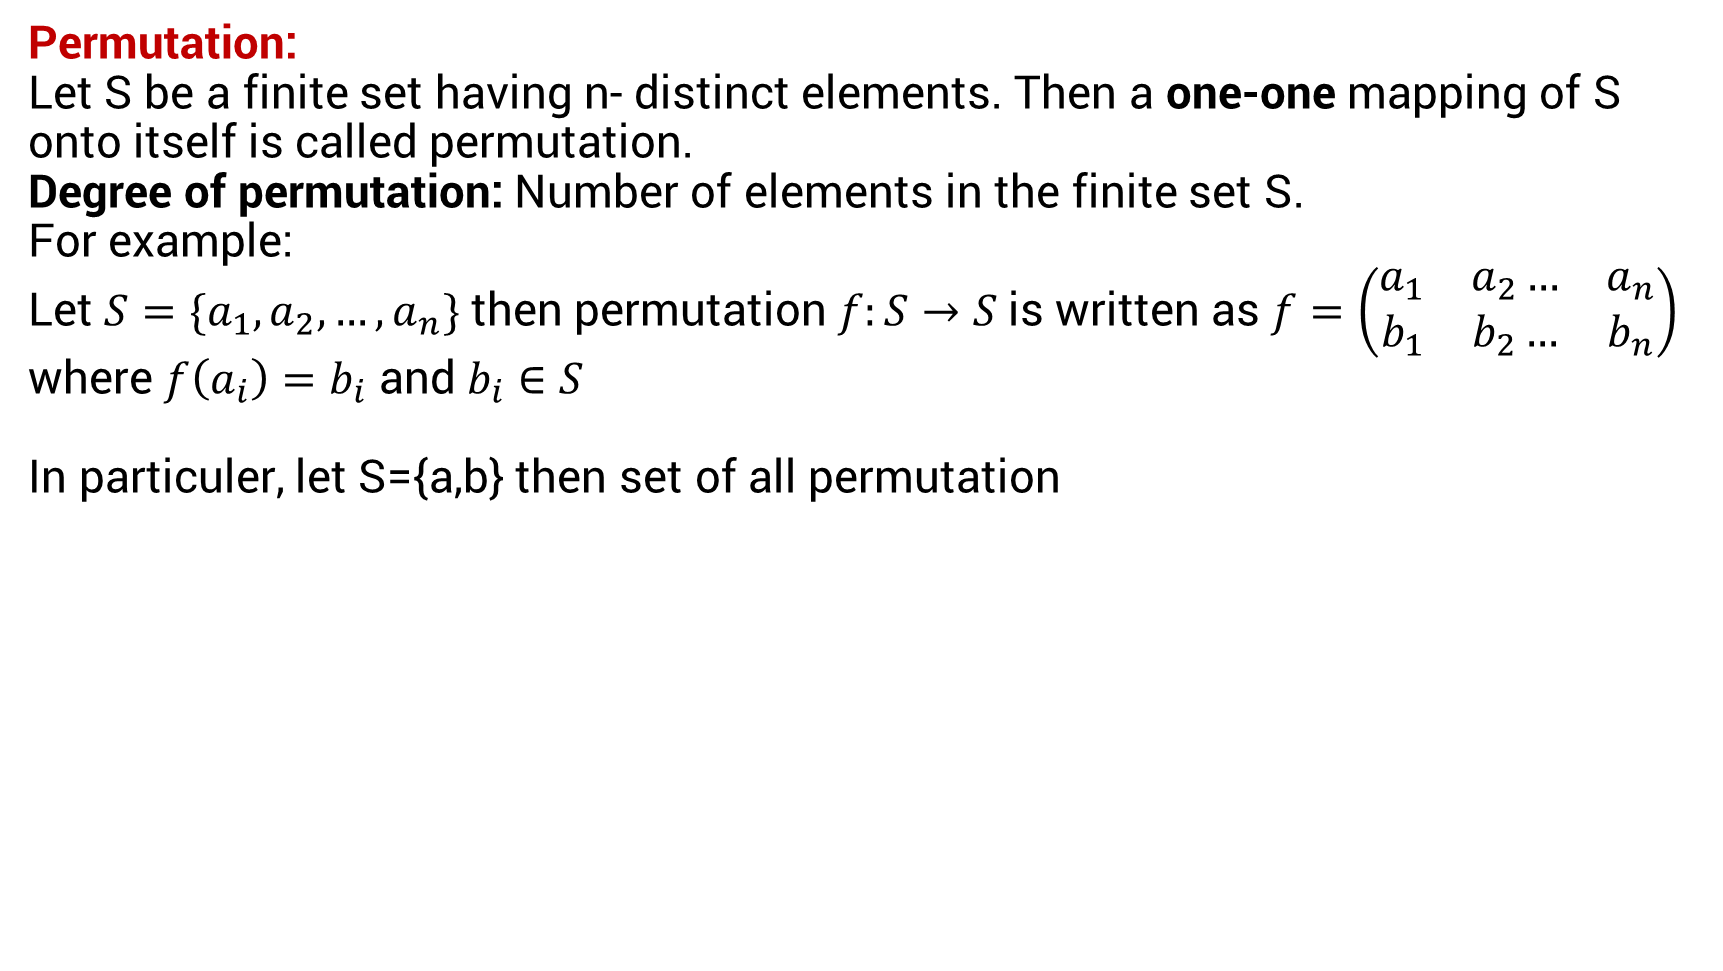 Permutation:
Let S be a finite set having n- distinct elements. Then a one-one mapping of S
onto itself is called permutation.
Degree of permutation: Number of elements in the finite set S.
For example:
Let S = {a₁, a₂, … , aₙ} then permutation f: S → S is written as f = (a₁ a₂ … aₙ
b₁ b₂ … bₙ)
where f(aᵢ) = bᵢ and bᵢ ∈ S
In particuler, let S={a,b} then set of all permutation